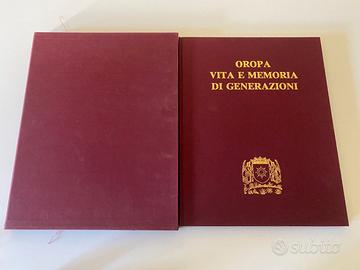 OROPA
VITA E MEMORIA
DI GENERAZIONI
subito